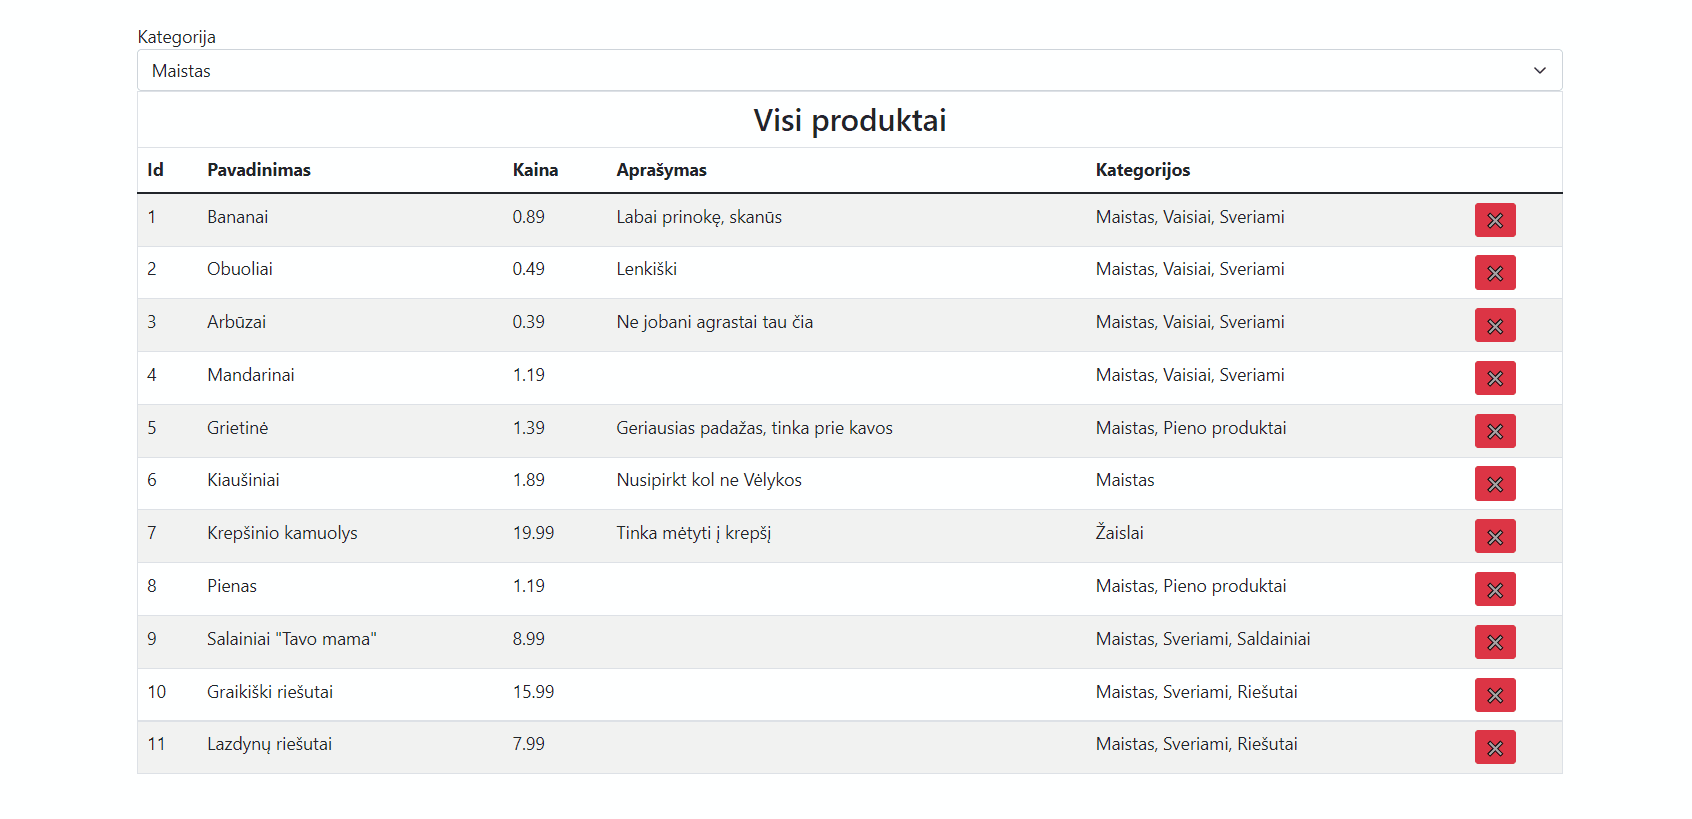 Kategorija
Maistas
Visi produktai
Id Pavadinimas Kaina Aprašymas Kategorijos
1 Bananai 0.89 Labai prinokę, skanūs Maistas, Vaisiai, Sveriami
2 Obuoliai 0.49 Lenkiški Maistas, Vaisiai, Sveriami
3 Arbūzai 0.39 Ne jobani agrastai tau čia Maistas, Vaisiai, Sveriami
4 Mandarinai 1.19 Maistas, Vaisiai, Sveriami
5 Grietinė 1.39 Geriausias padažas, tinka prie kavos Maistas, Pieno produktai
6 Kiaušiniai 1.89 Nusipirkt kol ne Vėlykos Maistas
7 Krepšinio kamuolys 19.99 Tinka mėtyti į krepšį Žaislai
8 Pienas 1.19 Maistas, Pieno produktai
9 Salainiai "Tavo mama" 8.99 Maistas, Sveriami, Saldainiai
10 Graikiški riešutai 15.99 Maistas, Sveriami, Riešutai
11 Lazdynų riešutai 7.99 Maistas, Sveriami, Riešutai